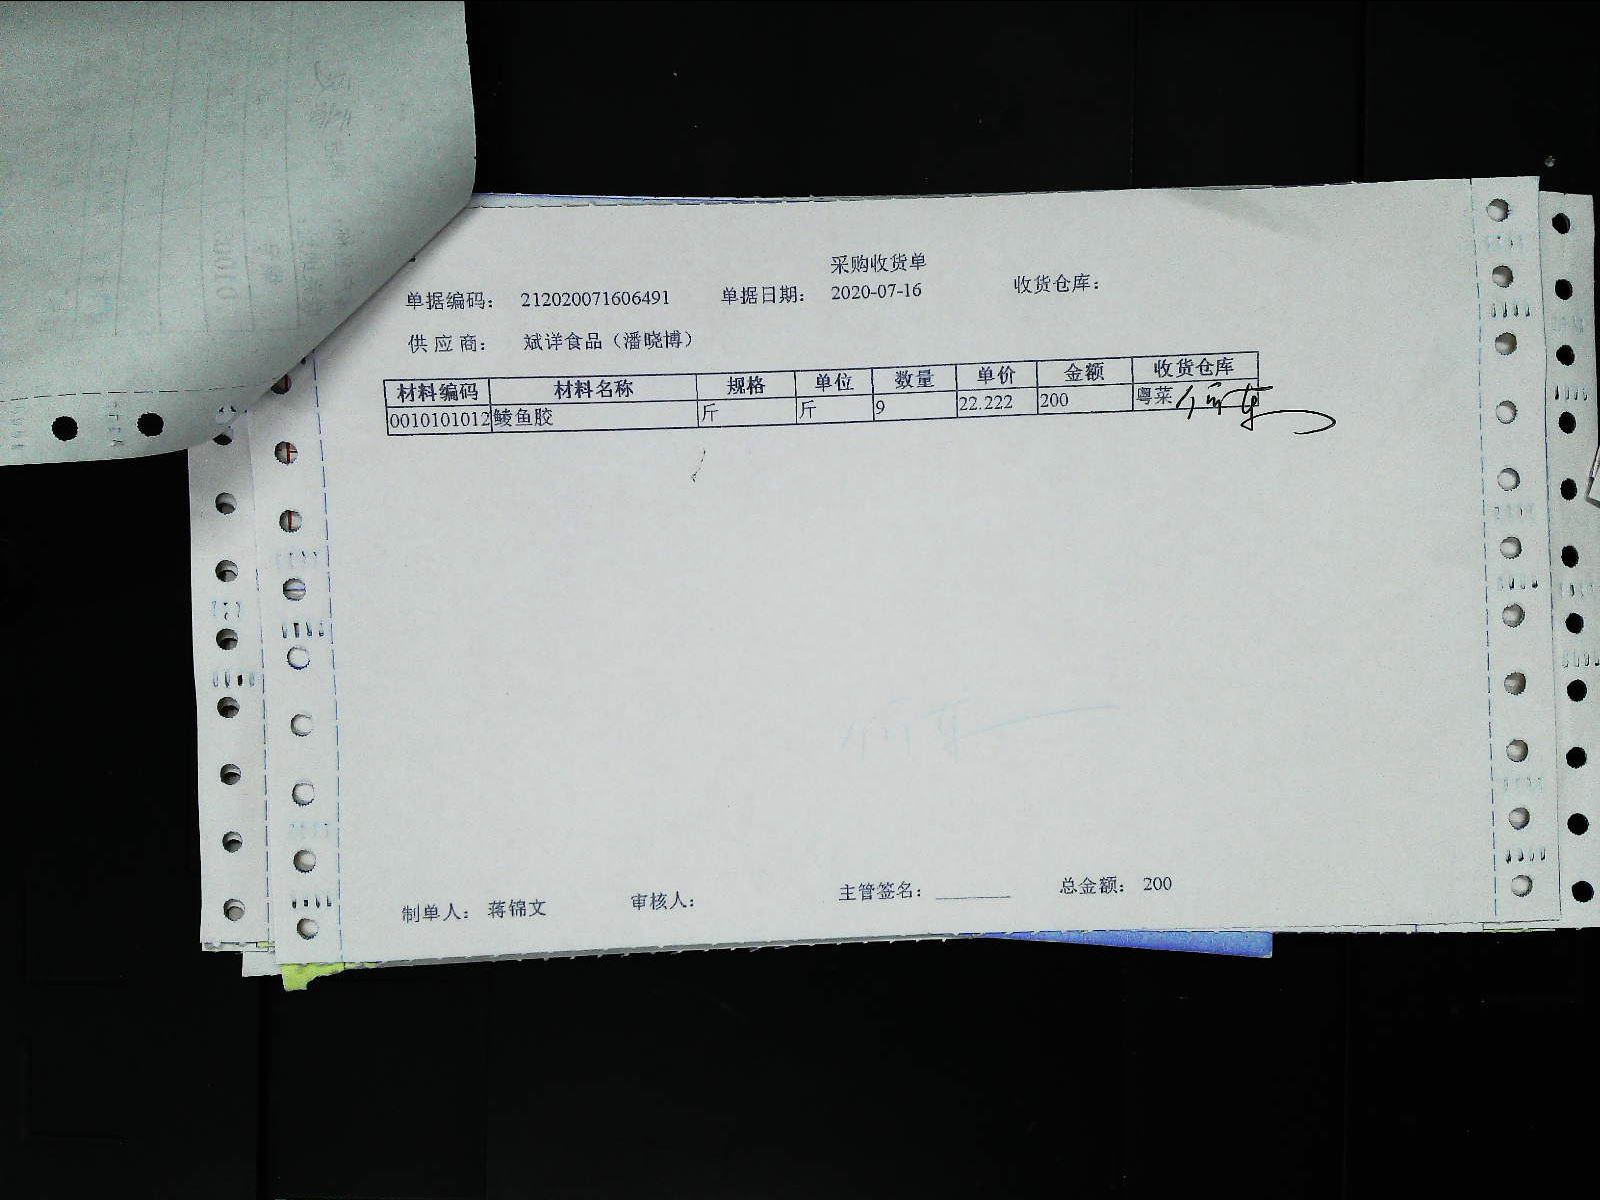 采购收货单
单据编码: 212020071606491 单据日期: 2020-07-16 收货仓库:
供应商: 斌详食品（潘晓博）
材料编码 材料名称 规格 单位 数量 单价 金额 收货仓库
0010101012 鲮鱼胶 斤 斤 9 22.222 200 粤菜
制单人: 蒋锦文 审核人: 主管签名: ________ 总金额: 200